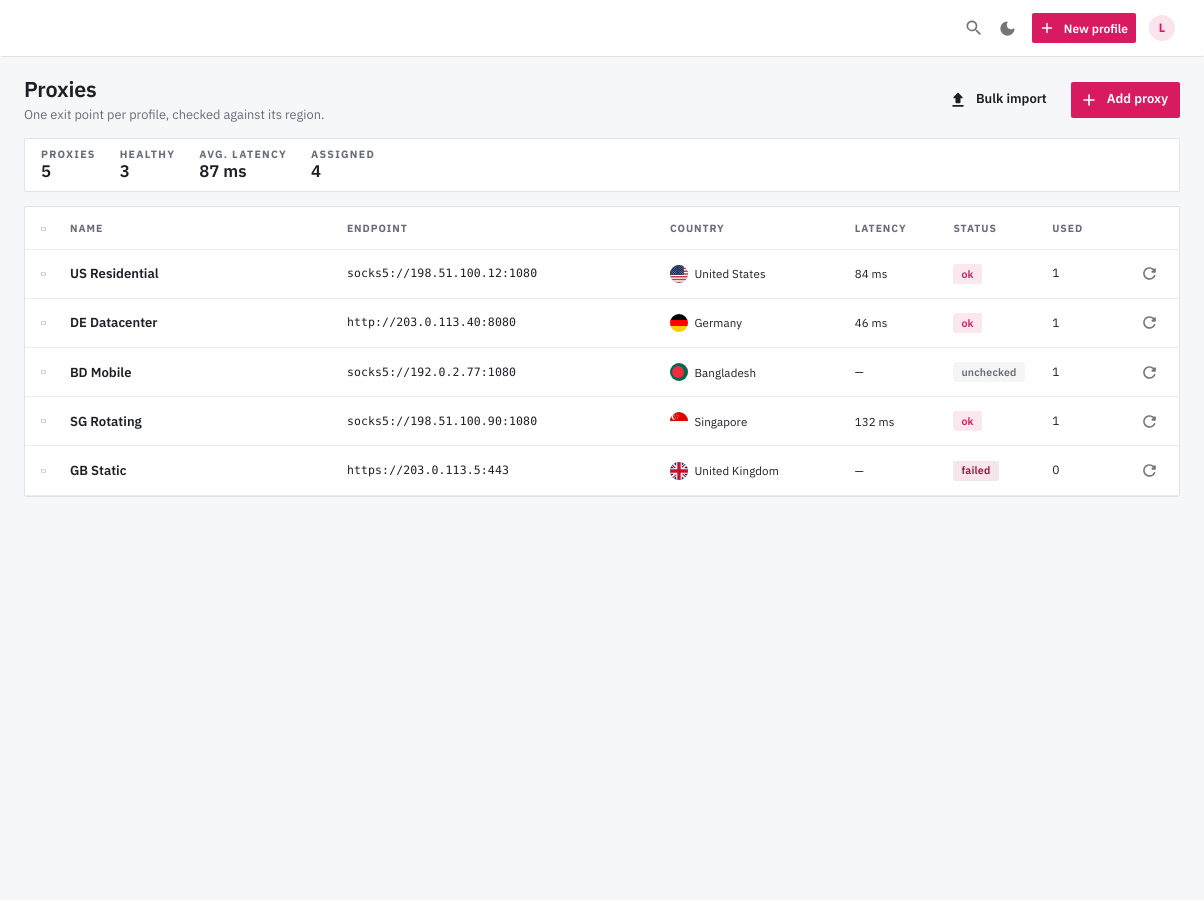 New profile
L
Proxies
One exit point per profile, checked against its region.
Bulk import
Add proxy
PROXIES HEALTHY AVG. LATENCY ASSIGNED
5 3 87 ms 4
NAME ENDPOINT COUNTRY LATENCY STATUS USED
US Residential socks5://198.51.100.12:1080 United States 84 ms ok 1
DE Datacenter http://203.0.113.40:8080 Germany 46 ms ok 1
BD Mobile socks5://192.0.2.77:1080 Bangladesh — unchecked 1
SG Rotating socks5://198.51.100.90:1080 Singapore 132 ms ok 1
GB Static https://203.0.113.5:443 United Kingdom — failed 0